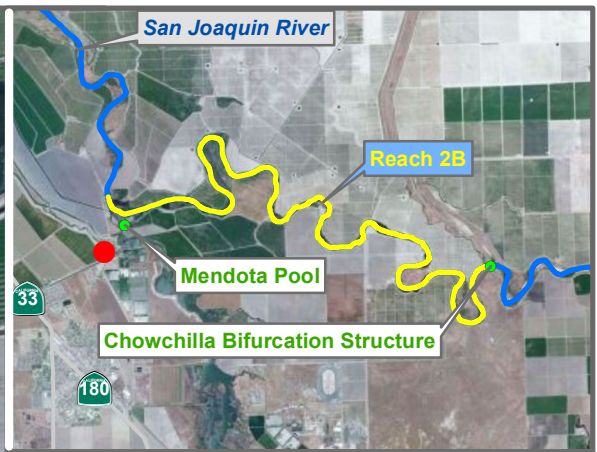 San Joaquin River
Reach 2B
Mendota Pool
33
Chowchilla Bifurcation Structure
180